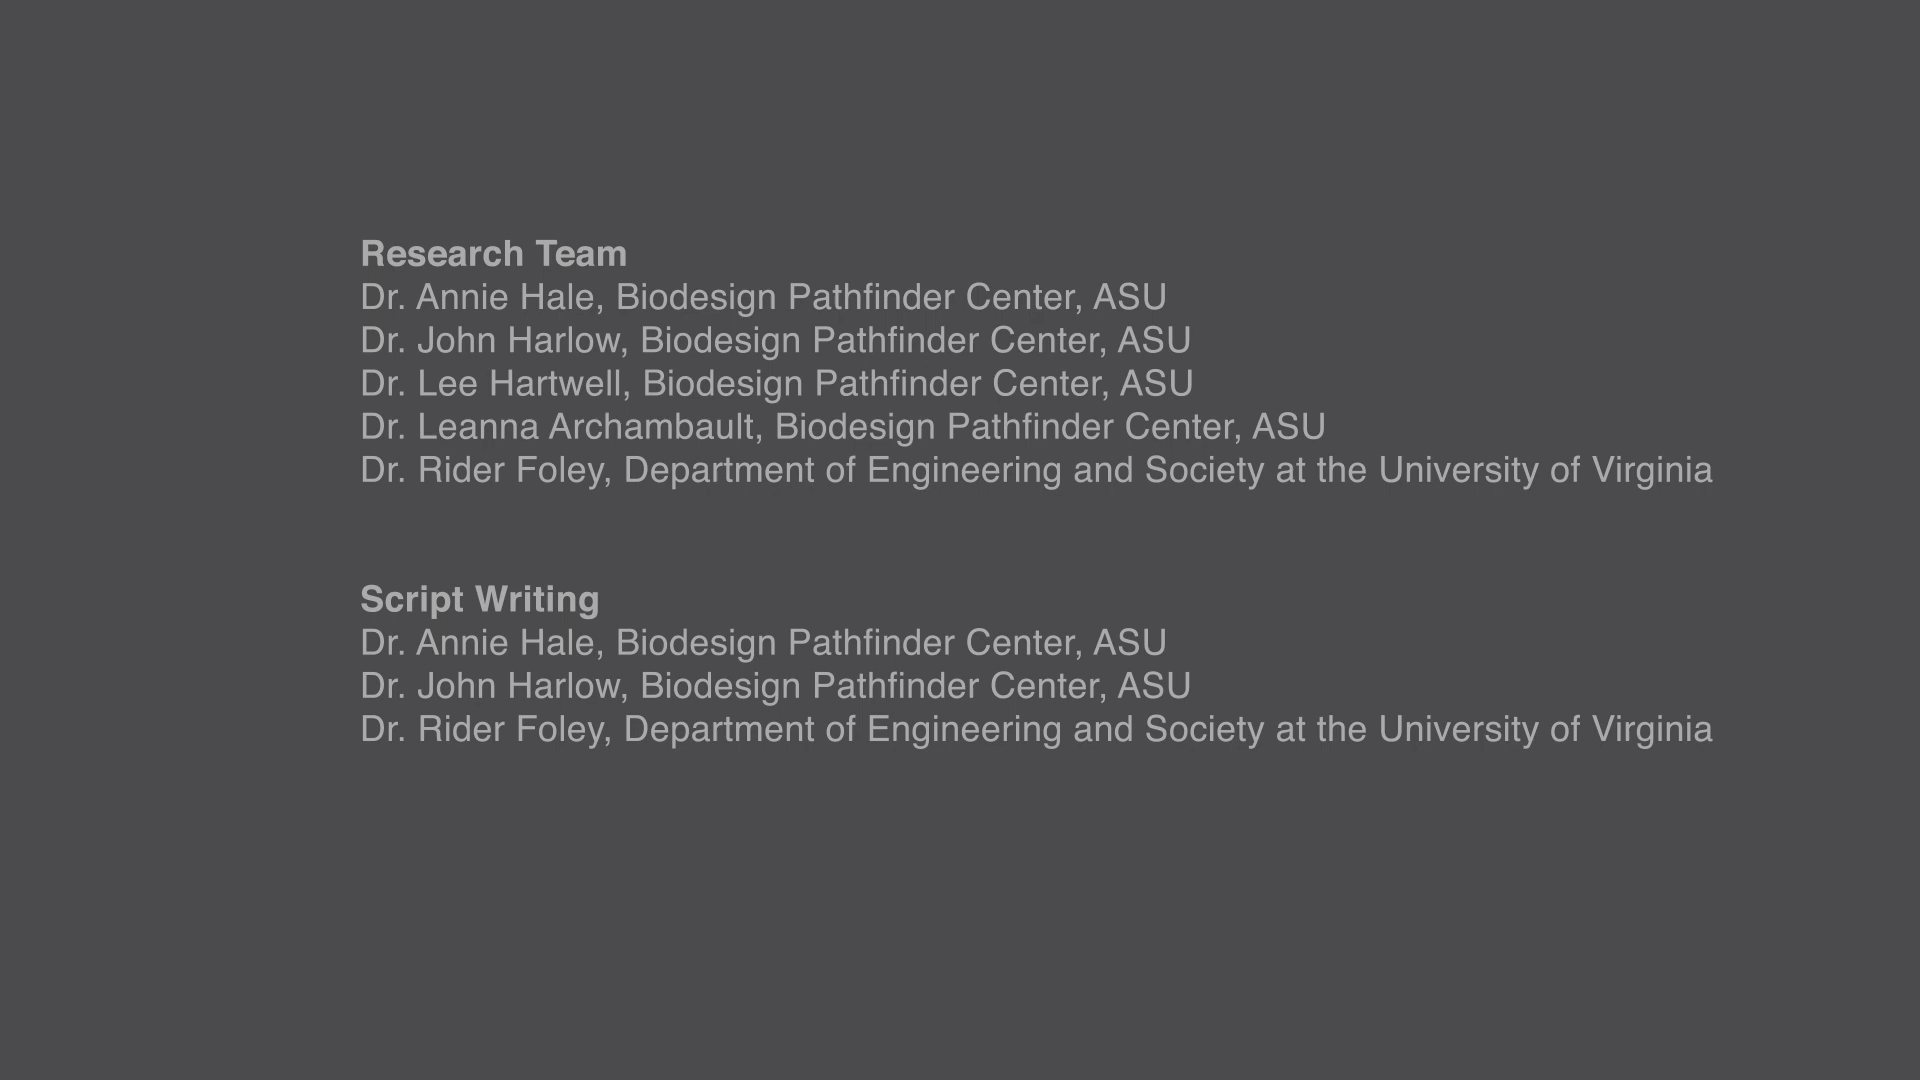 Research Team
Dr. Annie Hale, Biodesign Pathfinder Center, ASU
Dr. John Harlow, Biodesign Pathfinder Center, ASU
Dr. Lee Hartwell, Biodesign Pathfinder Center, ASU
Dr. Leanna Archambault, Biodesign Pathfinder Center, ASU
Dr. Rider Foley, Department of Engineering and Society at the University of Virginia
Script Writing
Dr. Annie Hale, Biodesign Pathfinder Center, ASU
Dr. John Harlow, Biodesign Pathfinder Center, ASU
Dr. Rider Foley, Department of Engineering and Society at the University of Virginia